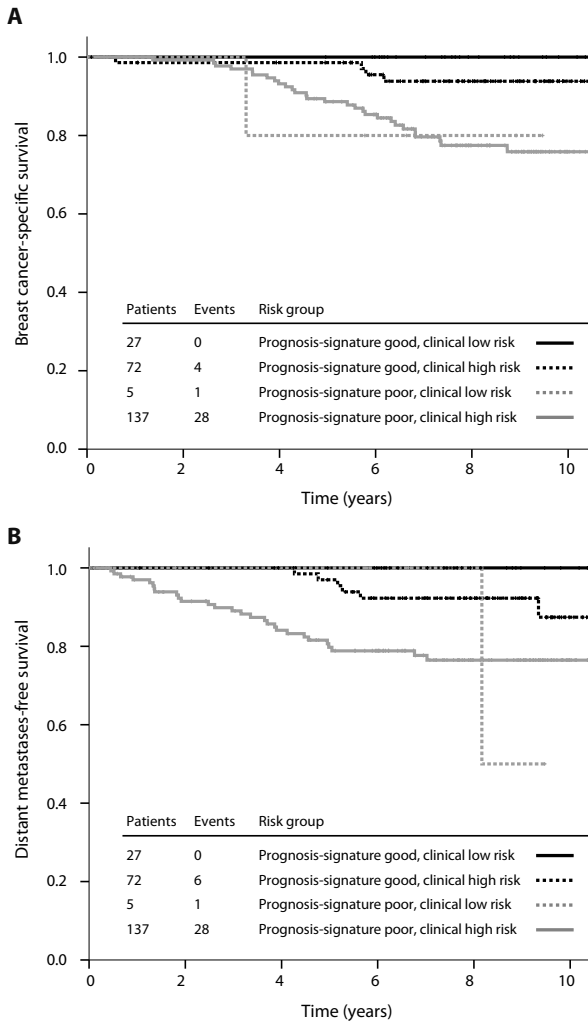 A
Breast cancer-specific survival
1.0
0.8
0.6
0.4
0.2
0.0
Patients Events Risk group
27 0 Prognosis-signature good, clinical low risk
72 4 Prognosis-signature good, clinical high risk
5 1 Prognosis-signature poor, clinical low risk
137 28 Prognosis-signature poor, clinical high risk
0 2 4 6 8 10
Time (years)
B
Distant metastases-free survival
1.0
0.8
0.6
0.4
0.2
0.0
Patients Events Risk group
27 0 Prognosis-signature good, clinical low risk
72 6 Prognosis-signature good, clinical high risk
5 1 Prognosis-signature poor, clinical low risk
137 28 Prognosis-signature poor, clinical high risk
0 2 4 6 8 10
Time (years)